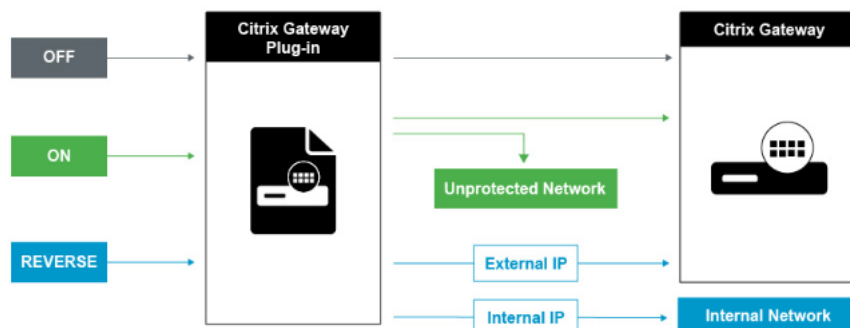 OFF
Citrix Gateway
Plug-in
Citrix Gateway
ON
Unprotected Network
REVERSE
External IP
Internal IP
Internal Network